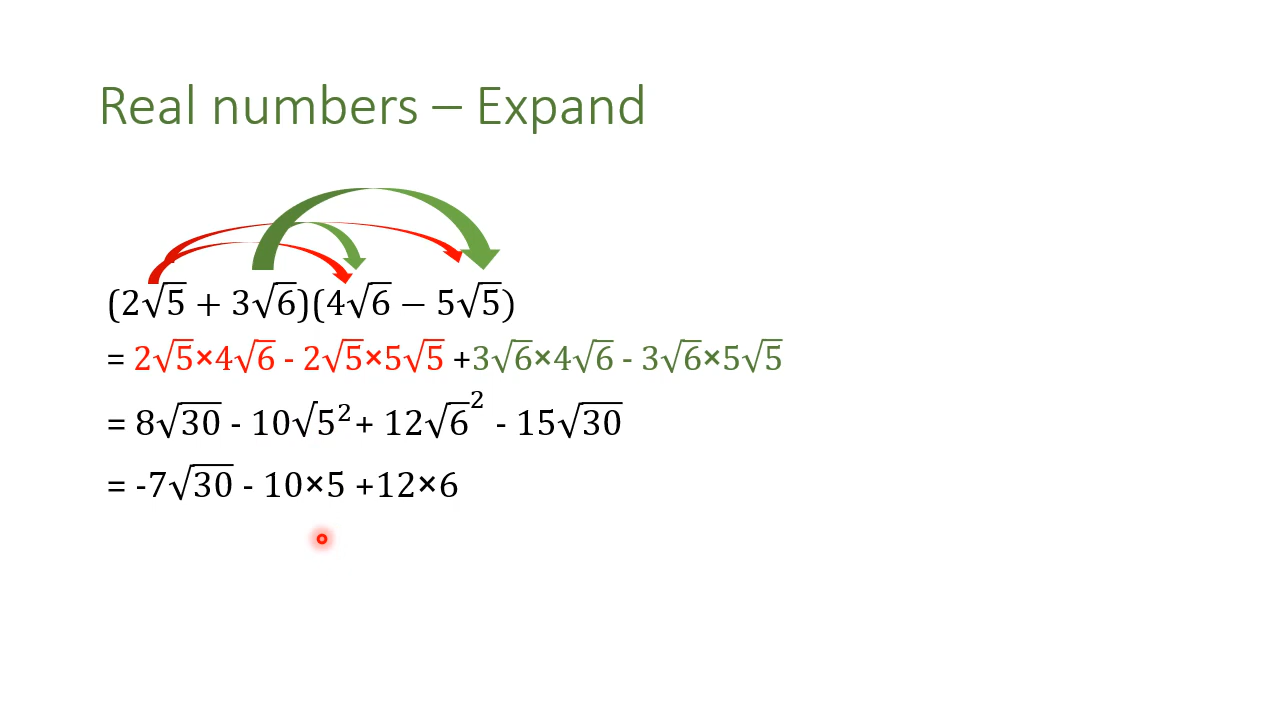 Real numbers – Expand
(2√5 + 3√6)(4√6 − 5√5)
= 2√5×4√6 - 2√5×5√5 +3√6×4√6 - 3√6×5√5
= 8√30 - 10√5²+ 12√6² - 15√30
= -7√30 - 10×5 +12×6